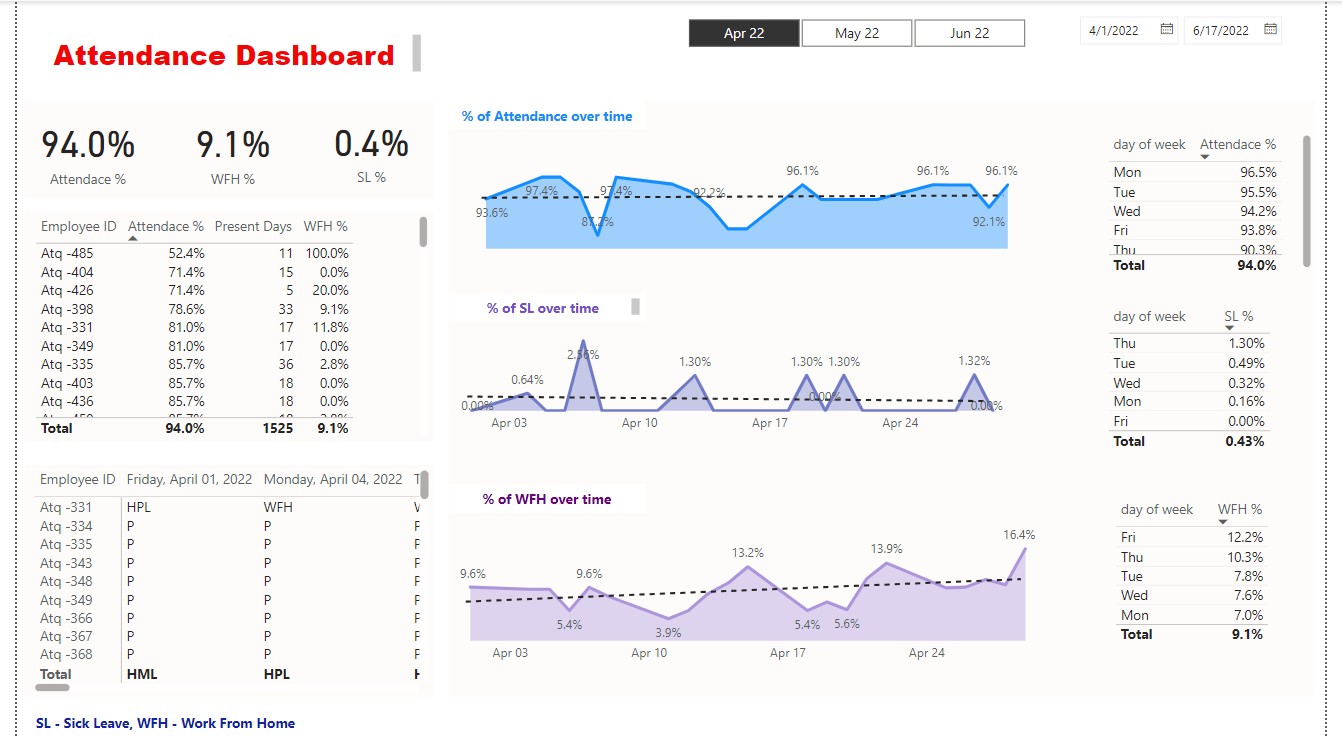 Attendance Dashboard
Apr 22 May 22 Jun 22
4/1/2022 6/17/2022
94.0% 9.1% 0.4%
Attendace % WFH % SL %
Employee ID Attendace % Present Days WFH %
Atq -485 52.4% 11 100.0%
Atq -404 71.4% 15 0.0%
Atq -426 71.4% 5 20.0%
Atq -398 78.6% 33 9.1%
Atq -331 81.0% 17 11.8%
Atq -349 81.0% 17 0.0%
Atq -335 85.7% 36 2.8%
Atq -403 85.7% 18 0.0%
Atq -436 85.7% 18 0.0%
Total 94.0% 1525 9.1%
Employee ID Friday, April 01, 2022 Monday, April 04, 2022
Atq -331 HPL WFH
Atq -334 P P
Atq -335 P P
Atq -343 P P
Atq -348 P P
Atq -349 P P
Atq -366 P P
Atq -367 P P
Atq -368 P P
Total HML HPL
% of Attendance over time
93.6% 97.4% 87.2% 97.4% 92.2% 96.1% 96.1% 92.1% 96.1%
% of SL over time
0.00% 0.64% 2.56% 1.30% 1.30% 0.00% 1.30% 1.32% 0.00%
Apr 03 Apr 10 Apr 17 Apr 24
% of WFH over time
9.6% 5.4% 9.6% 3.9% 13.2% 5.4% 5.6% 13.9% 16.4%
Apr 03 Apr 10 Apr 17 Apr 24
day of week Attendace %
Mon 96.5%
Tue 95.5%
Wed 94.2%
Fri 93.8%
Thu 90.3%
Total 94.0%
day of week SL %
Thu 1.30%
Tue 0.49%
Wed 0.32%
Mon 0.16%
Fri 0.00%
Total 0.43%
day of week WFH %
Fri 12.2%
Thu 10.3%
Tue 7.8%
Wed 7.6%
Mon 7.0%
Total 9.1%
SL - Sick Leave, WFH - Work From Home